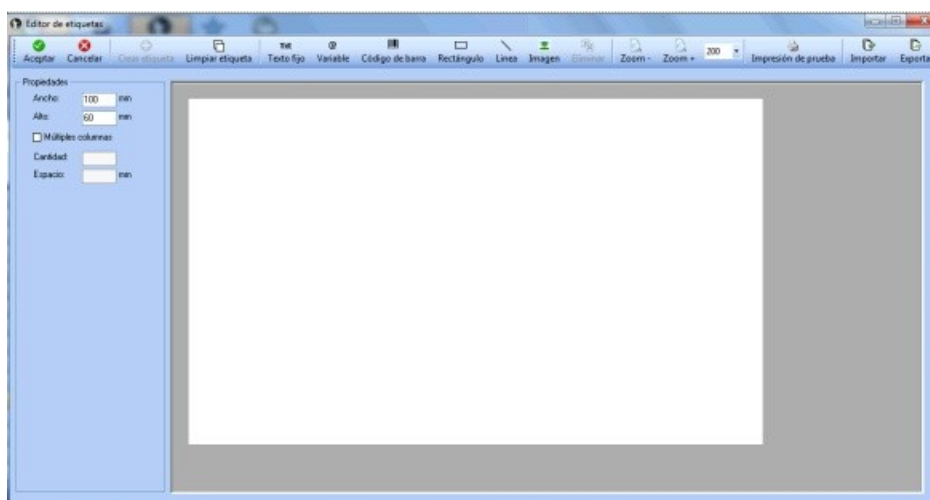 Editor de etiquetas
Aceptar Cancelar Crear etiqueta Limpiar etiqueta Texto fijo Variable Código de barra Rectángulo Linea Imagen Eliminar Zoom - Zoom + 200 Impresión de prueba Importar Exporta
Propiedades
Ancho: 100 mm
Alto: 60 mm
Múltiples columnas
Cantidad:
Espacio: mm